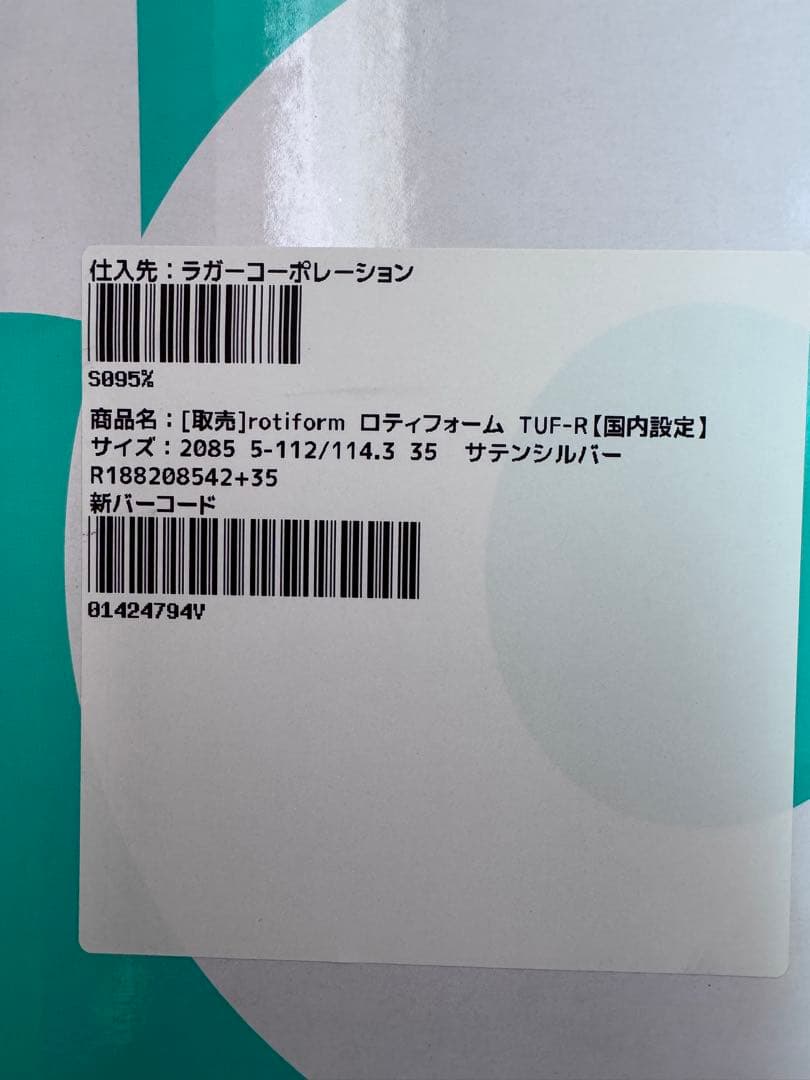 仕入先：ラガーコーポレーション
S095%
商品名：[取売]rotiform ロティフォーム TUF-R【国内設定】
サイズ：2085 5-112/114.3 35 サテンシルバー
R188208542+35
新バーコード
01424794V